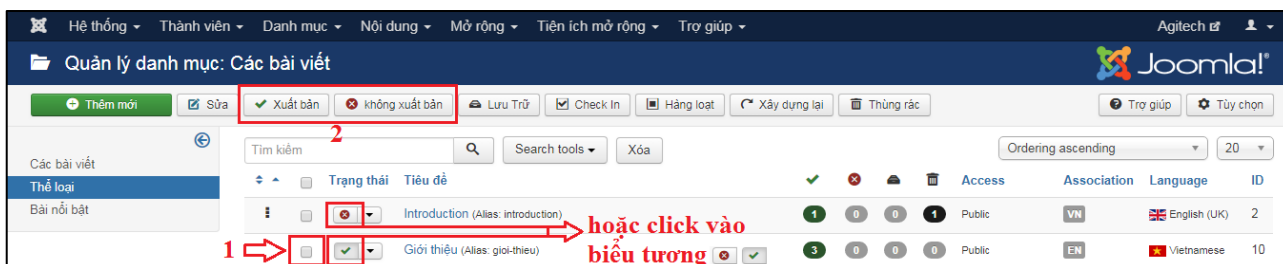 Hệ thống Thành viên Danh mục Nội dung Mở rộng Tiện ích mở rộng Trợ giúp Agitech
Quản lý danh mục: Các bài viết Joomla!®
Thêm mới Sửa Xuất bản không xuất bản Lưu Trữ Check In Hàng loạt Xây dựng lại Thùng rác Trợ giúp Tùy chọn
2
Tìm kiếm Search tools Xóa Ordering ascending 20
Các bài viết
Thể loại
Bài nổi bật
Trạng thái Tiêu đề Access Association Language ID
Introduction (Alias: introduction) 1 0 0 1 Public VN English (UK) 2
hoặc click vào
1 Giới thiệu (Alias: gioi-thieu) 3 0 0 0 Public EN Vietnamese 10
biểu tương